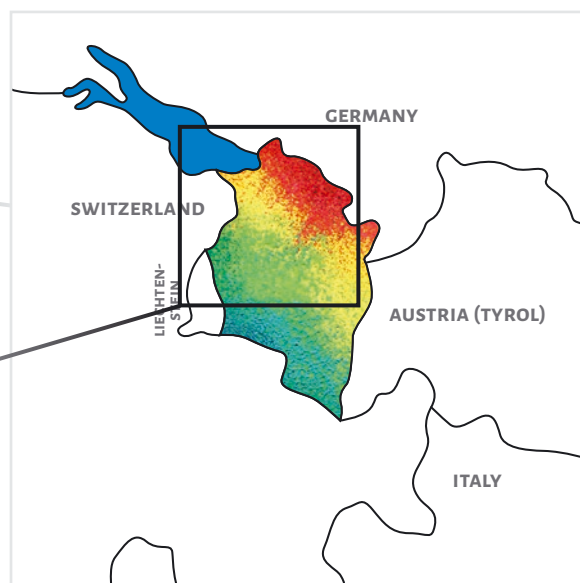 GERMANY
SWITZERLAND
LIECHTEN-
STEIN
AUSTRIA (TYROL)
ITALY